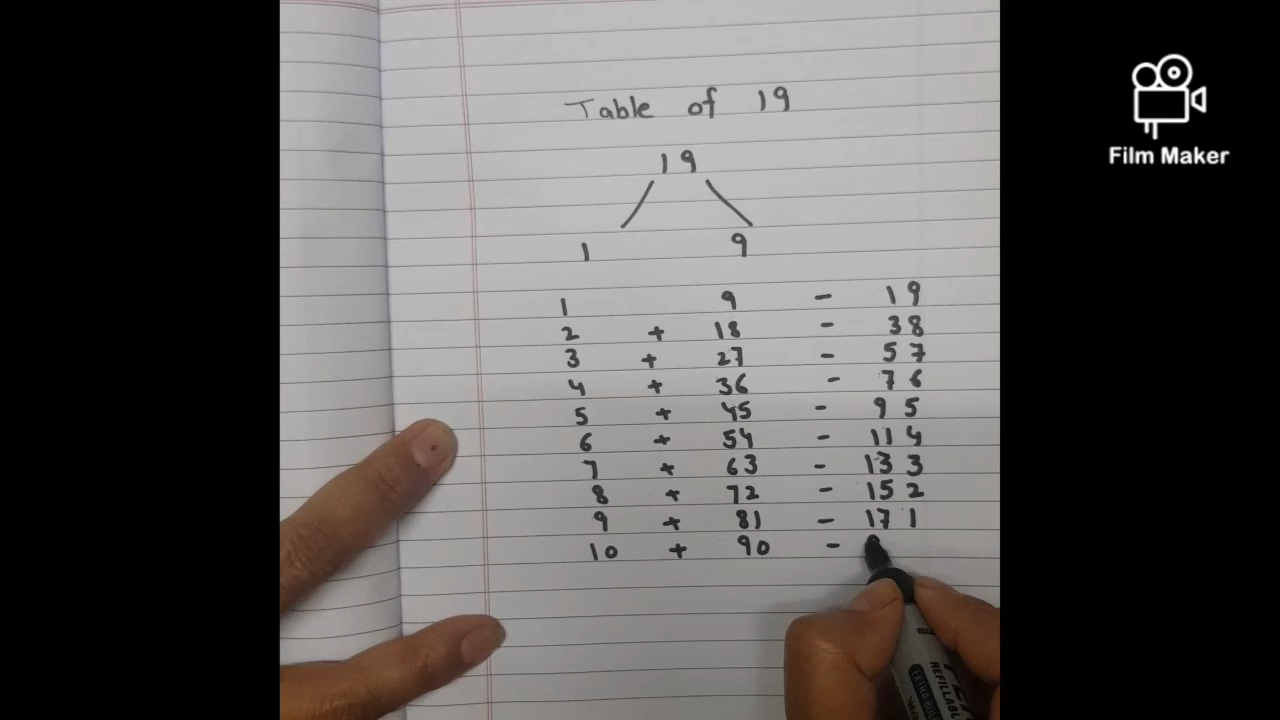 Table of 19
19
1 9
1 9 - 19
2 + 18 - 38
3 + 27 - 57
4 + 36 - 76
5 + 45 - 95
6 + 54 - 114
7 + 63 - 133
8 + 72 - 152
9 + 81 - 171
10 + 90 -
Film Maker
REFILLABL